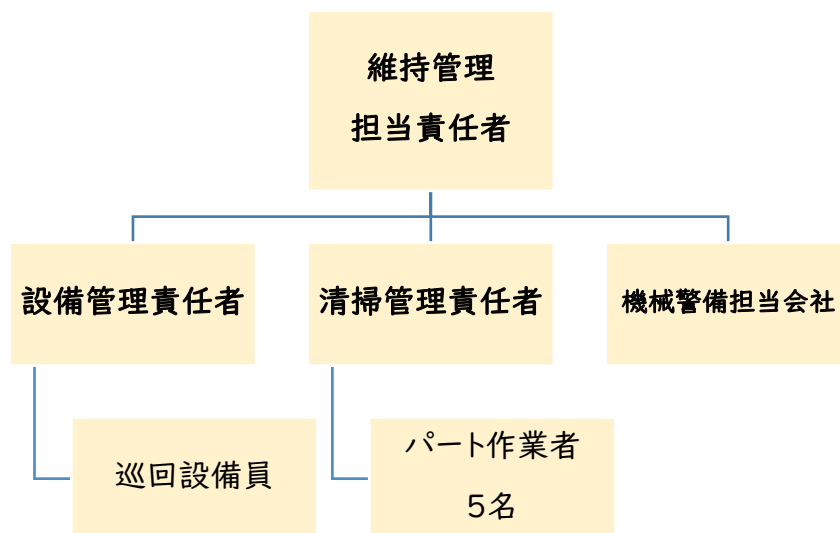 維持管理
担当責任者
設備管理責任者
清掃管理責任者
機械警備担当会社
巡回設備員
パート作業者
5名